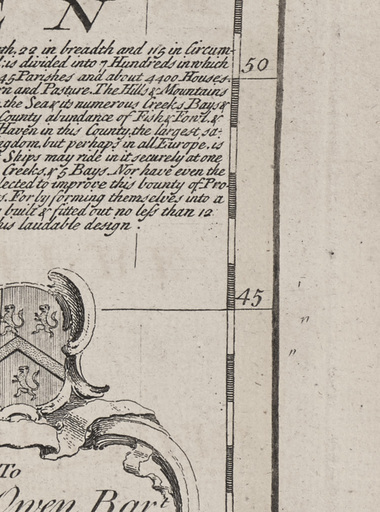 E N
th, 22 in breadth and 115 in Circum-
is divided into 7 Hundreds in which
45 Parishes and about 4400 Houses.
rn and Pasture. The Hills & Mountains
the Sea & its numerous Creeks, Bays &
County abundance of Fish & Fowl. &
Haven in this County, the largest, sa-
gdom, but perhaps in all Europe, is
Ships may ride in it securely at one
Creeks, & 5 Bays. Nor have even the
lected to improve this bounty of Pro-
s. For by forming themselves into a
built & fitted out no less than 12
his laudable design.
50
45
To
Owen Bart